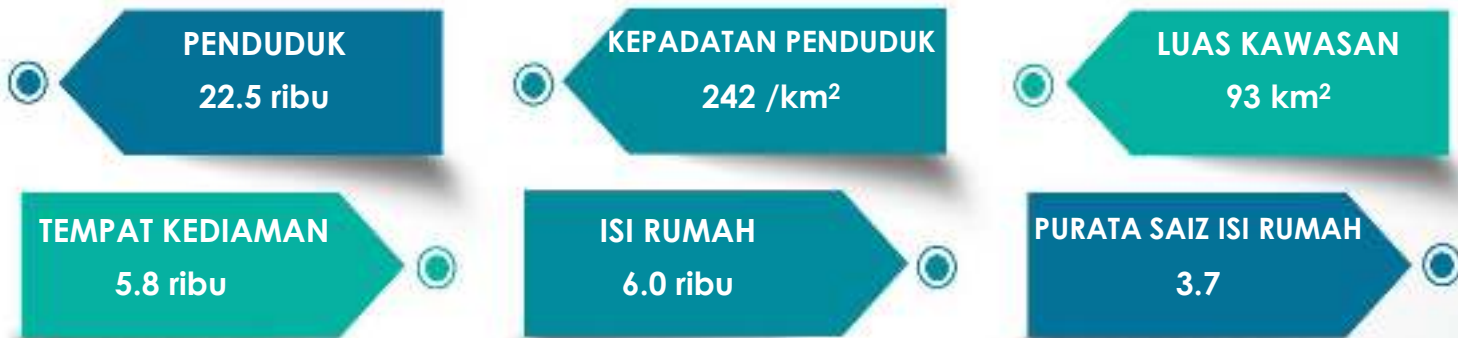 PENDUDUK
22.5 ribu
KEPADATAN PENDUDUK
242 /km²
LUAS KAWASAN
93 km²
TEMPAT KEDIAMAN
5.8 ribu
ISI RUMAH
6.0 ribu
PURATA SAIZ ISI RUMAH
3.7